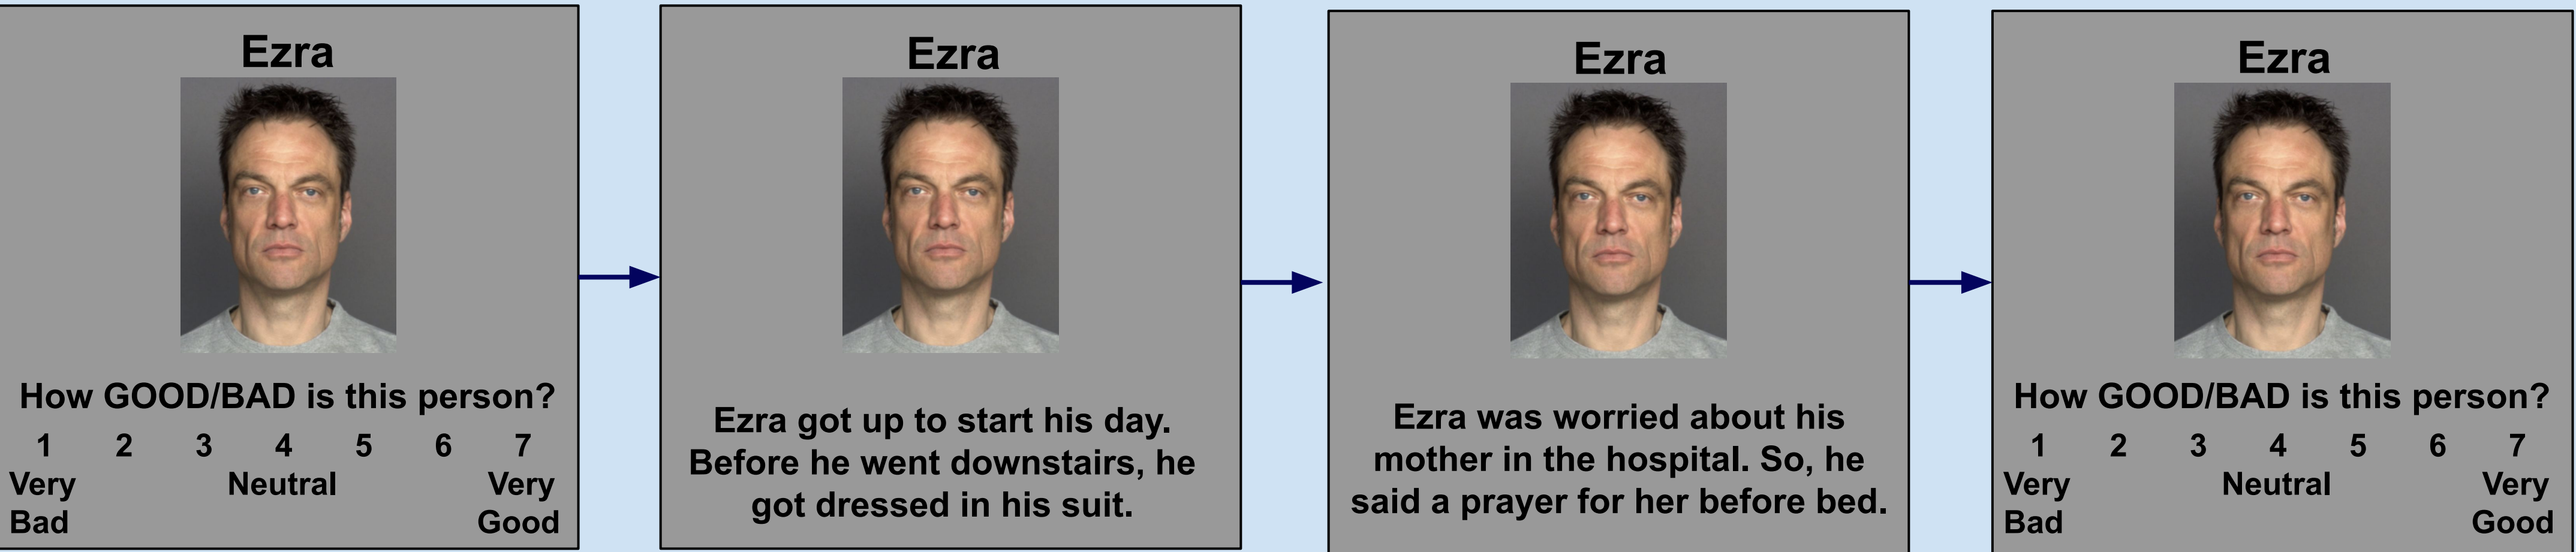 Ezra
How GOOD/BAD is this person?
1 2 3 4 5 6 7
Very Neutral Very
Bad Good
Ezra
Ezra got up to start his day.
Before he went downstairs, he
got dressed in his suit.
Ezra
Ezra was worried about his
mother in the hospital. So, he
said a prayer for her before bed.
Ezra
How GOOD/BAD is this person?
1 2 3 4 5 6 7
Very Neutral Very
Bad Good